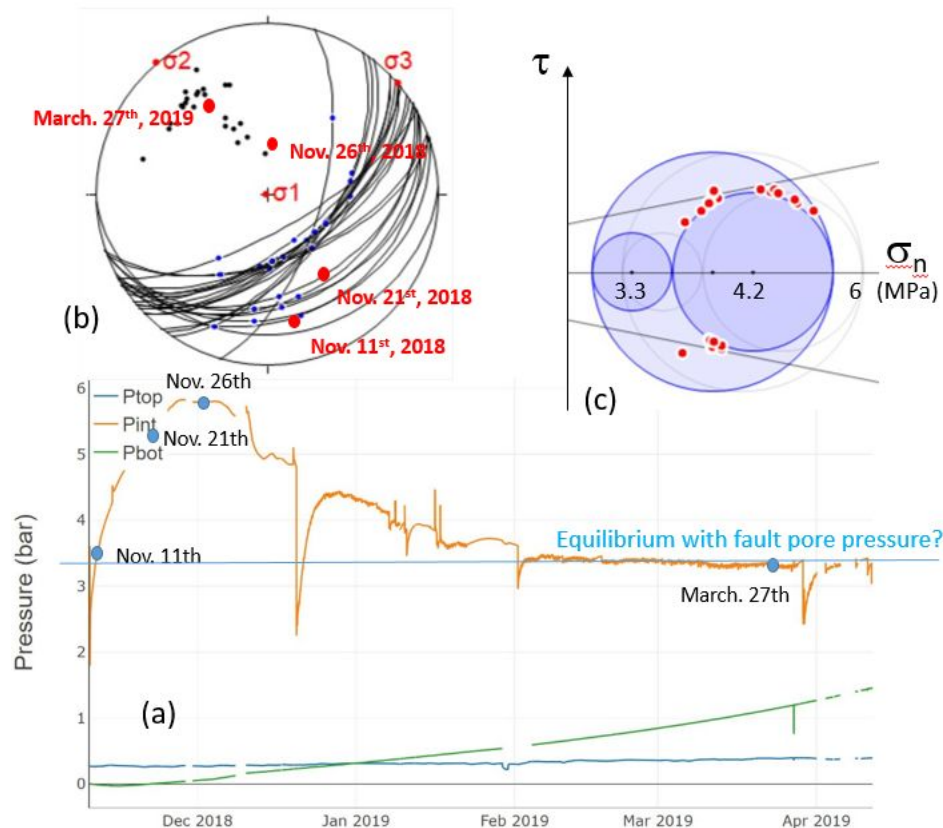 (b)
σ2
σ3
March. 27th, 2019
Nov. 26th, 2018
σ1
Nov. 21st, 2018
Nov. 11st, 2018
τ
σn
(MPa)
3.3
4.2
6
(c)
Pressure (bar)
6
5
4
3
2
1
0
Ptop
Pint
Pbot
Nov. 26th
Nov. 21th
Nov. 11th
Equilibrium with fault pore pressure?
March. 27th
(a)
Dec 2018
Jan 2019
Feb 2019
Mar 2019
Apr 2019